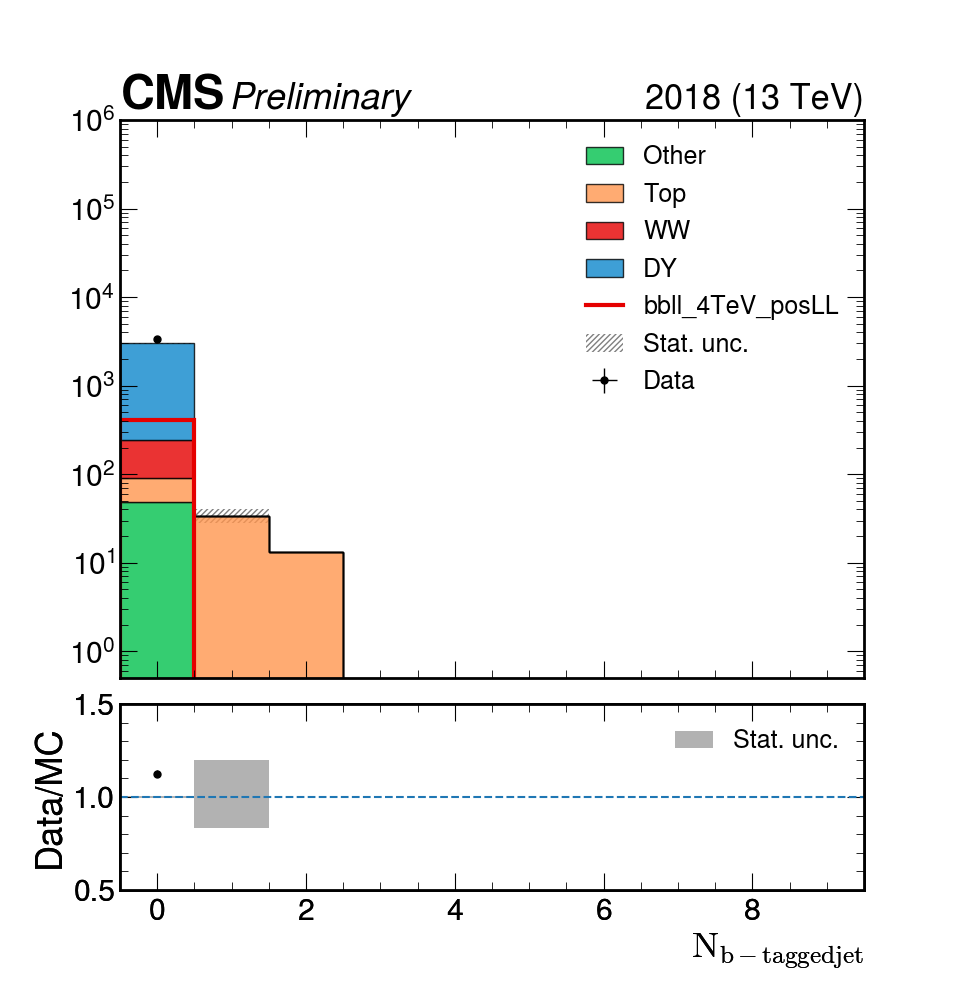 CMS Preliminary 2018 (13 TeV)
10^6
10^5
10^4
10^3
10^2
10^1
10^0
Other
Top
WW
DY
bbll_4TeV_posLL
Stat. unc.
Data
Data/MC
1.5
1.0
0.5
Stat. unc.
0 2 4 6 8
N_{b-taggedjet}